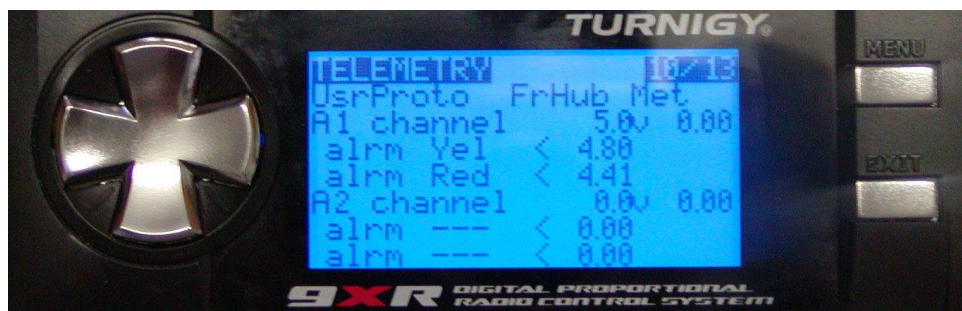 TURNIGY®
MENU
TELEMETRY 10/13
UsrProto FrHub Met
A1 channel 5.0v 0.00
alrm Yel < 4.80
alrm Red < 4.41
EXIT
A2 channel 0.0v 0.00
alrm --- < 0.00
alrm --- < 0.00
9XR DIGITAL PROPORTIONAL
RADIO CONTROL SYSTEM